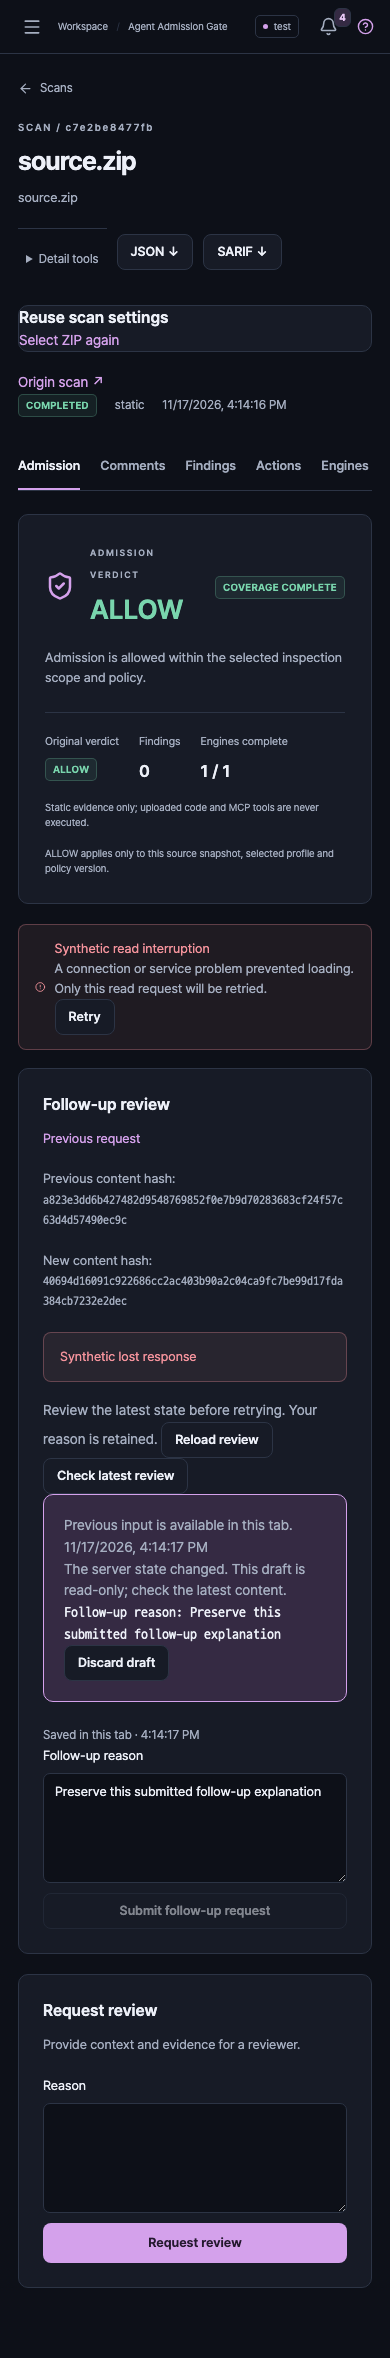 Workspace / Agent Admission Gate
test
4
Scans
SCAN / c7e2be8477fb
source.zip
source.zip
Detail tools
JSON ↓
SARIF ↓
Reuse scan settings
Select ZIP again
Origin scan ↗
COMPLETED
static
11/17/2026, 4:14:16 PM
Admission
Comments
Findings
Actions
Engines
ADMISSION
VERDICT
ALLOW
COVERAGE COMPLETE
Admission is allowed within the selected inspection
scope and policy.
Original verdict
Findings
Engines complete
ALLOW
0
1 / 1
Static evidence only; uploaded code and MCP tools are never
executed.
ALLOW applies only to this source snapshot, selected profile and
policy version.
Synthetic read interruption
A connection or service problem prevented loading.
Only this read request will be retried.
Retry
Follow-up review
Previous request
Previous content hash:
a823e3dd6b427482d9548769852f0e7b9d70283683cf24f57c
63d4d57490ec9c
New content hash:
40694d16091c922686cc2ac403b90a2c04ca9fc7be99d17fda
384cb7232e2dec
Synthetic lost response
Review the latest state before retrying. Your
reason is retained.
Reload review
Check latest review
Previous input is available in this tab.
11/17/2026, 4:14:17 PM
The server state changed. This draft is
read-only; check the latest content.
Follow-up reason: Preserve this
submitted follow-up explanation
Discard draft
Saved in this tab · 4:14:17 PM
Follow-up reason
Preserve this submitted follow-up explanation
Submit follow-up request
Request review
Provide context and evidence for a reviewer.
Reason
Request review